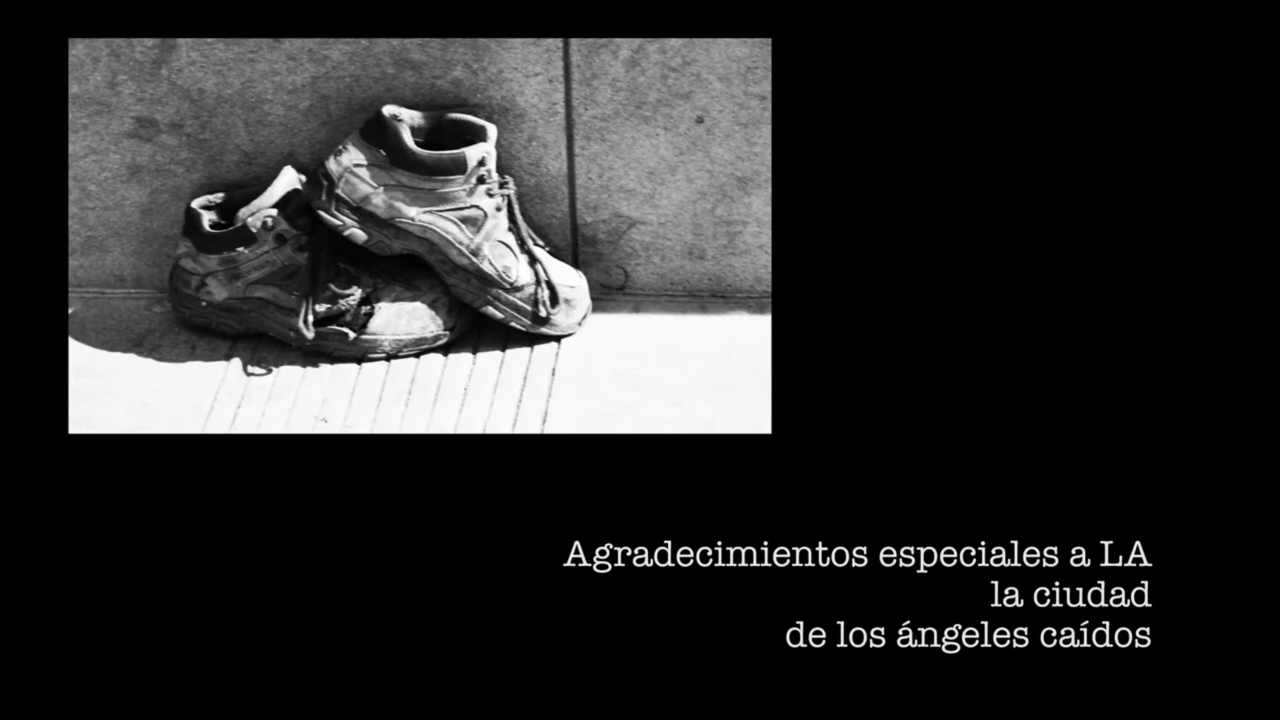 Agradecimientos especiales a LA
la ciudad
de los ángeles caídos